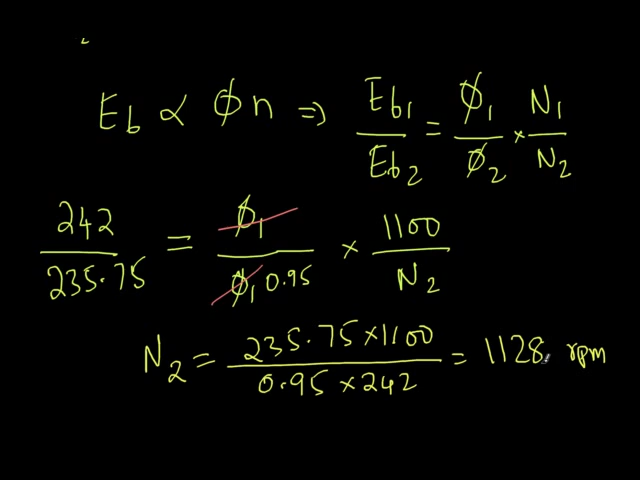 Eb ∝ φn ⇒ Eb1/Eb2 = φ1/φ2 × N1/N2
242/235.75 = φ1/φ1 0.95 × 1100/N2
N2 = 235.75×1100/0.95×242 = 1128 rpm